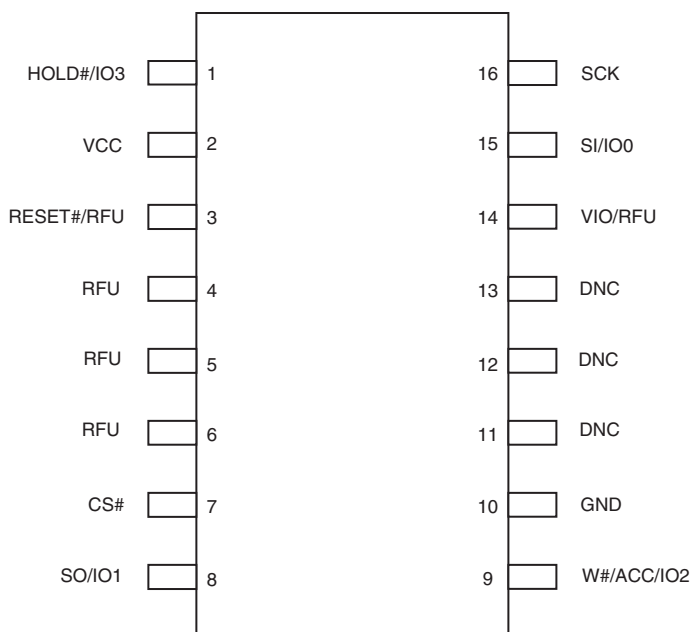 HOLD#/IO3 1 16 SCK
VCC 2 15 SI/IO0
RESET#/RFU 3 14 VIO/RFU
RFU 4 13 DNC
RFU 5 12 DNC
RFU 6 11 DNC
CS# 7 10 GND
SO/IO1 8 9 W#/ACC/IO2